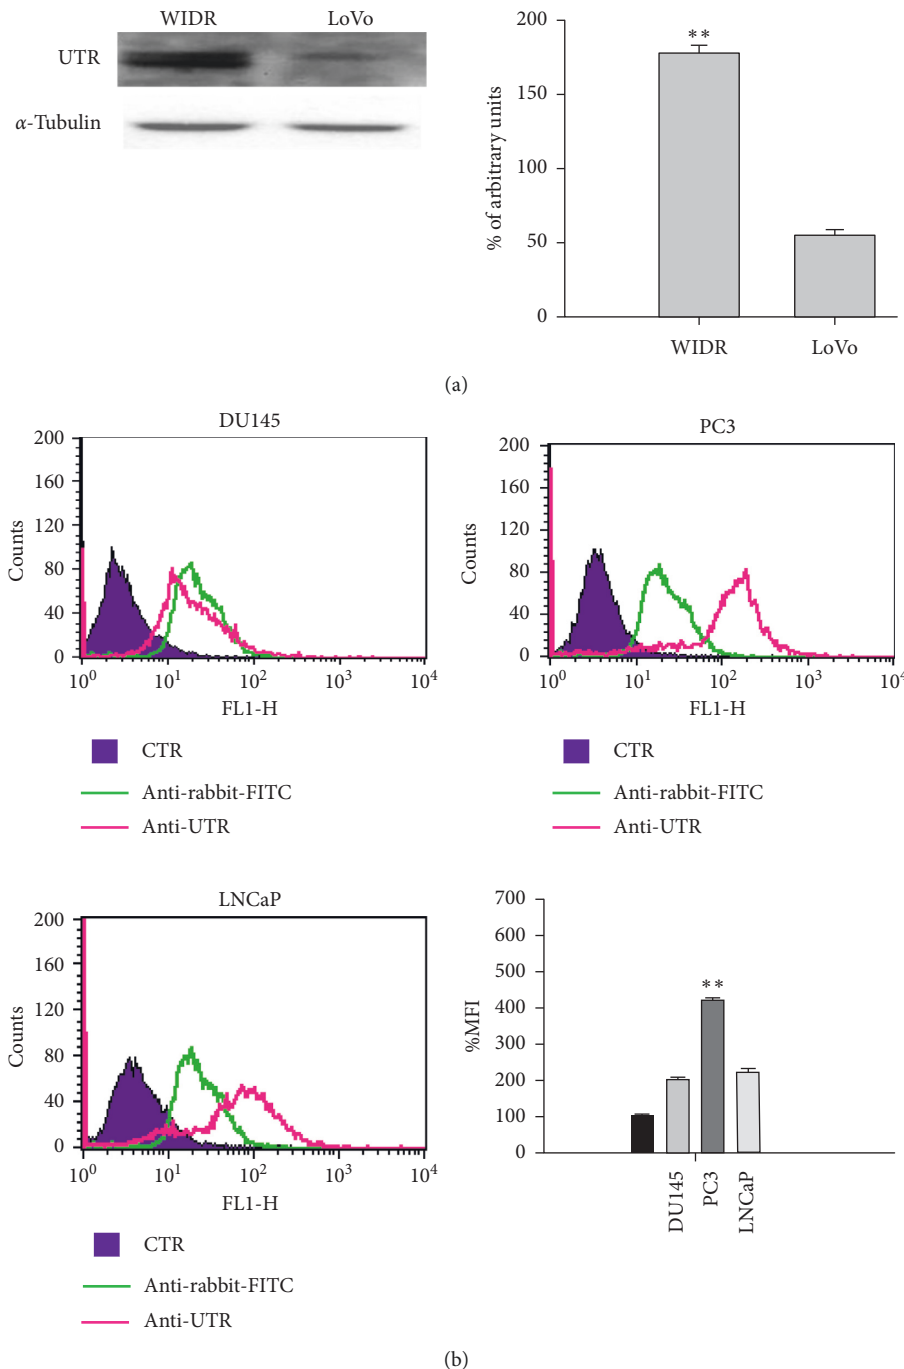 WIDR LoVo
UTR
α-Tubulin
200
150
100
50
0
% of arbitrary units
**
WIDR LoVo
(a)
DU145
200
160
120
80
40
0
Counts
10⁰ 10¹ 10² 10³ 10⁴
FL1-H
CTR
Anti-rabbit-FITC
Anti-UTR
PC3
200
160
120
80
40
0
Counts
10⁰ 10¹ 10² 10³ 10⁴
FL1-H
CTR
Anti-rabbit-FITC
Anti-UTR
LNCaP
200
160
120
80
40
0
Counts
10⁰ 10¹ 10² 10³ 10⁴
FL1-H
CTR
Anti-rabbit-FITC
Anti-UTR
700
600
500
400
300
200
100
0
%MFI
**
DU145
PC3
LNCaP
(b)